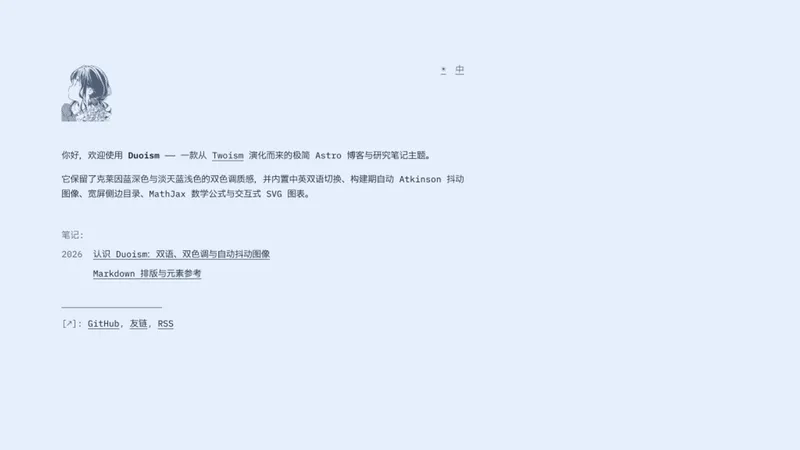 * 中
你好，欢迎使用 Duoism —— 一款从 Twoism 演化而来的极简 Astro 博客与研究笔记主题。
它保留了克莱因蓝深色与淡天蓝浅色的双色调质感，并内置中英双语切换、构建期自动 Atkinson 抖动
图像、宽屏侧边目录、MathJax 数学公式与交互式 SVG 图表。
笔记:
2026 认识 Duoism: 双语、双色调与自动抖动图像
Markdown 排版与元素参考
[↗]: GitHub, 友链, RSS